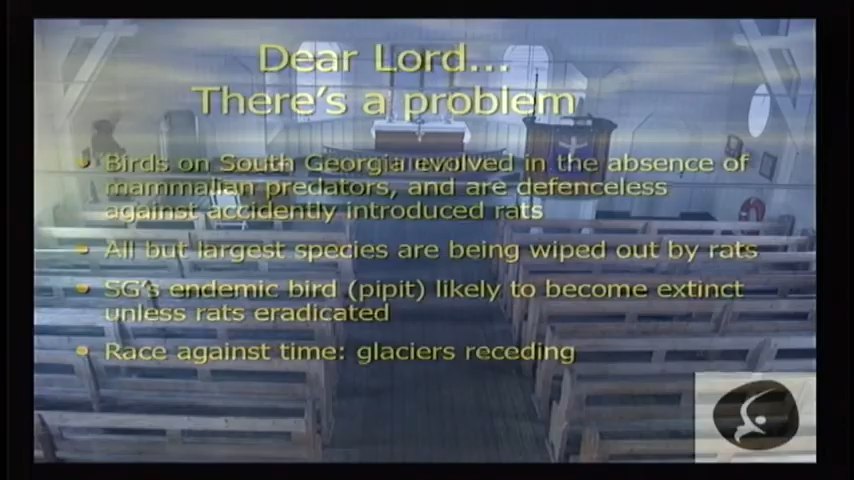 Dear Lord...
There's a problem
• Birds on South Georgia evolved in the absence of
mammalian predators, and are defenceless
against accidently introduced rats
• All but largest species are being wiped out by rats
• SG's endemic bird (pipit) likely to become extinct
unless rats eradicated
• Race against time: glaciers receding